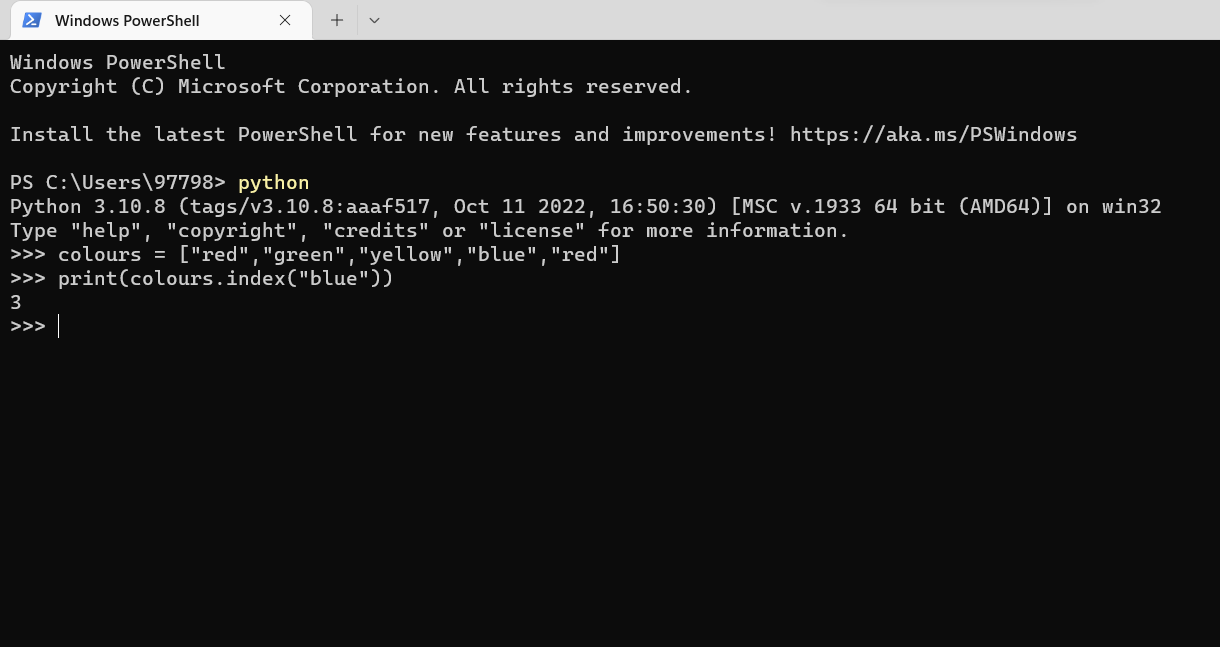 Windows PowerShell
Windows PowerShell
Copyright (C) Microsoft Corporation. All rights reserved.
Install the latest PowerShell for new features and improvements! https://aka.ms/PSWindows
PS C:\Users\97798> python
Python 3.10.8 (tags/v3.10.8:aaaf517, Oct 11 2022, 16:50:30) [MSC v.1933 64 bit (AMD64)] on win32
Type "help", "copyright", "credits" or "license" for more information.
>>> colours = ["red","green","yellow","blue","red"]
>>> print(colours.index("blue"))
3
>>>